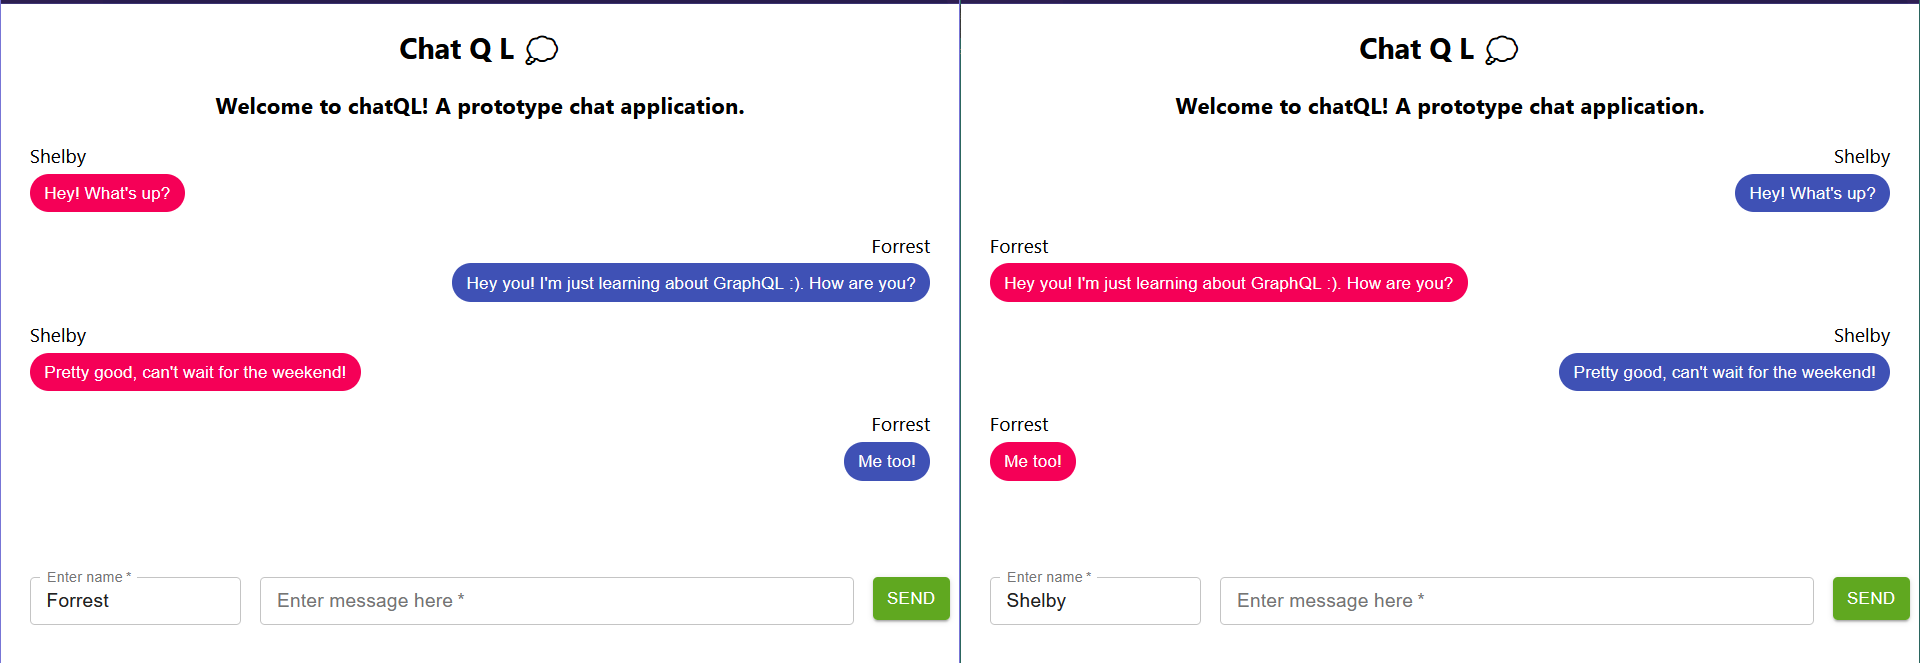 Chat Q L 💭
Welcome to chatQL! A prototype chat application.
Shelby
Hey! What's up?
Forrest
Hey you! I'm just learning about GraphQL :). How are you?
Shelby
Pretty good, can't wait for the weekend!
Forrest
Me too!
Enter name *
Forrest
Enter message here *
SEND
Chat Q L 💭
Welcome to chatQL! A prototype chat application.
Shelby
Hey! What's up?
Forrest
Hey you! I'm just learning about GraphQL :). How are you?
Shelby
Pretty good, can't wait for the weekend!
Forrest
Me too!
Enter name *
Shelby
Enter message here *
SEND